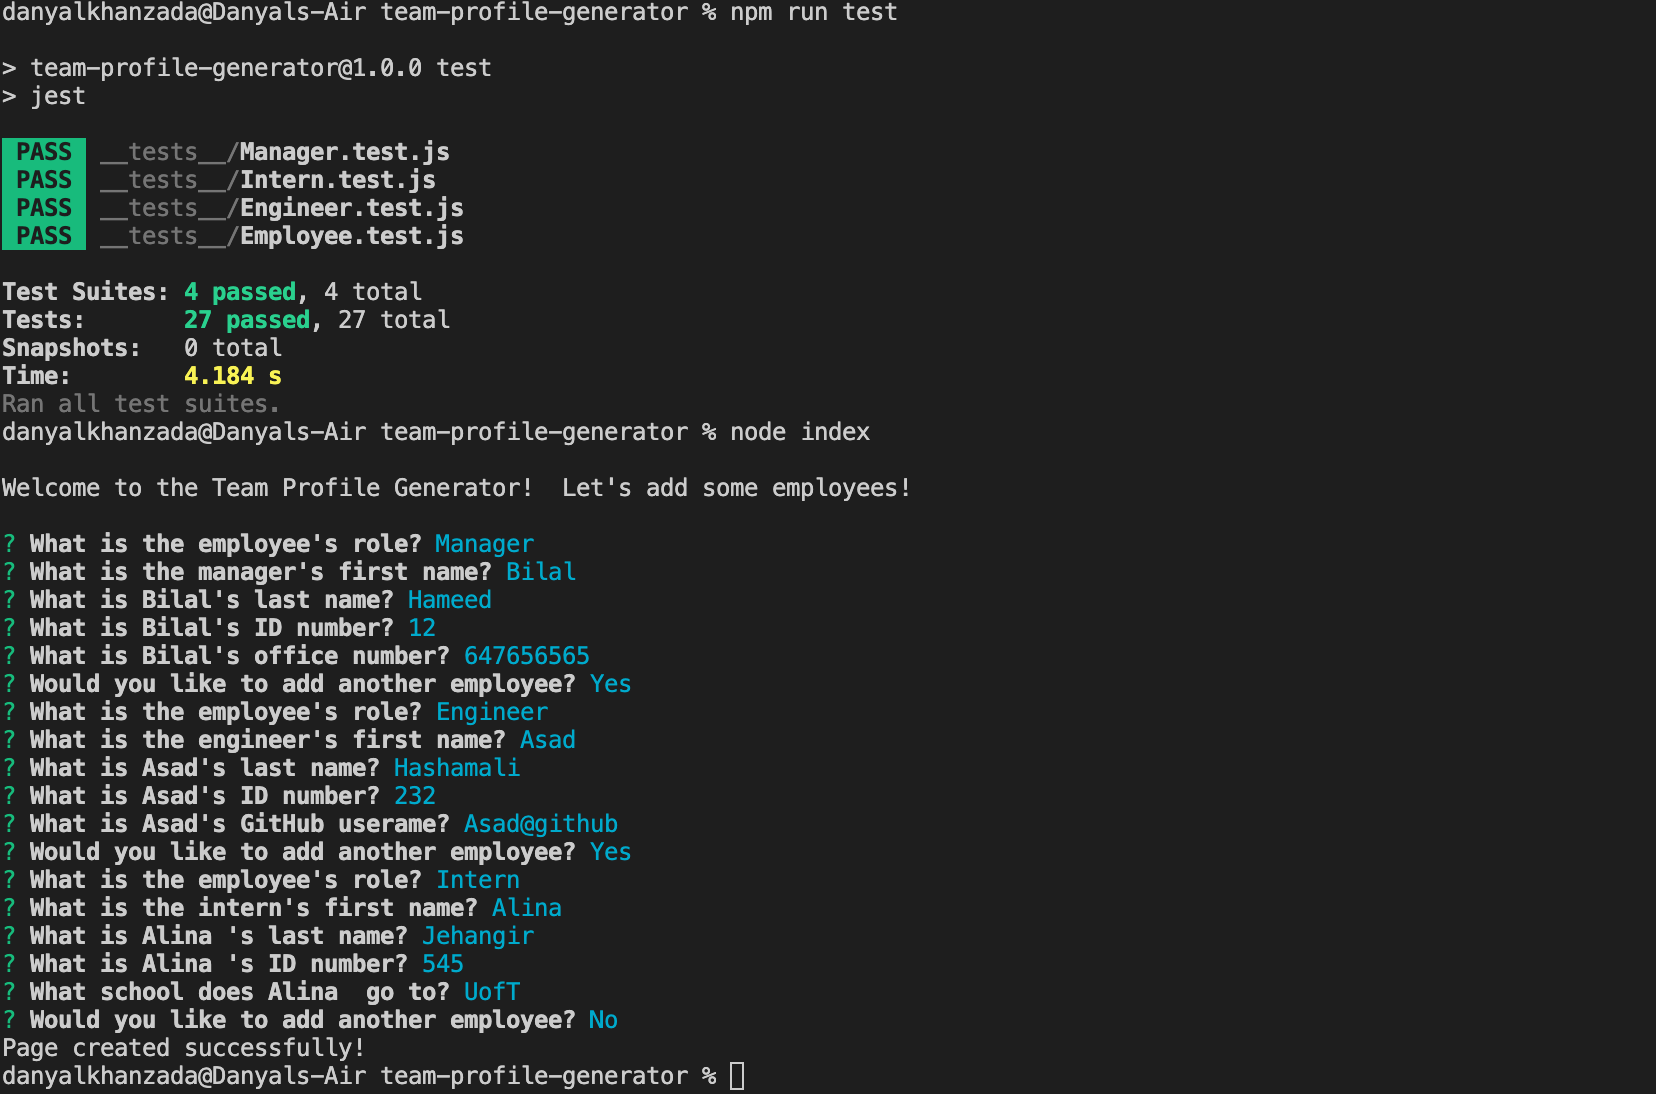 danyalkhanzada@Danyals-Air team-profile-generator % npm run test
> team-profile-generator@1.0.0 test
> jest
PASS __tests__/Manager.test.js
PASS __tests__/Intern.test.js
PASS __tests__/Engineer.test.js
PASS __tests__/Employee.test.js
Test Suites: 4 passed, 4 total
Tests:       27 passed, 27 total
Snapshots:   0 total
Time:        4.184 s
Ran all test suites.
danyalkhanzada@Danyals-Air team-profile-generator % node index
Welcome to the Team Profile Generator!  Let's add some employees!
? What is the employee's role? Manager
? What is the manager's first name? Bilal
? What is Bilal's last name? Hameed
? What is Bilal's ID number? 12
? What is Bilal's office number? 647656565
? Would you like to add another employee? Yes
? What is the employee's role? Engineer
? What is the engineer's first name? Asad
? What is Asad's last name? Hashamali
? What is Asad's ID number? 232
? What is Asad's GitHub userame? Asad@github
? Would you like to add another employee? Yes
? What is the employee's role? Intern
? What is the intern's first name? Alina
? What is Alina 's last name? Jehangir
? What is Alina 's ID number? 545
? What school does Alina  go to? UofT
? Would you like to add another employee? No
Page created successfully!
danyalkhanzada@Danyals-Air team-profile-generator %